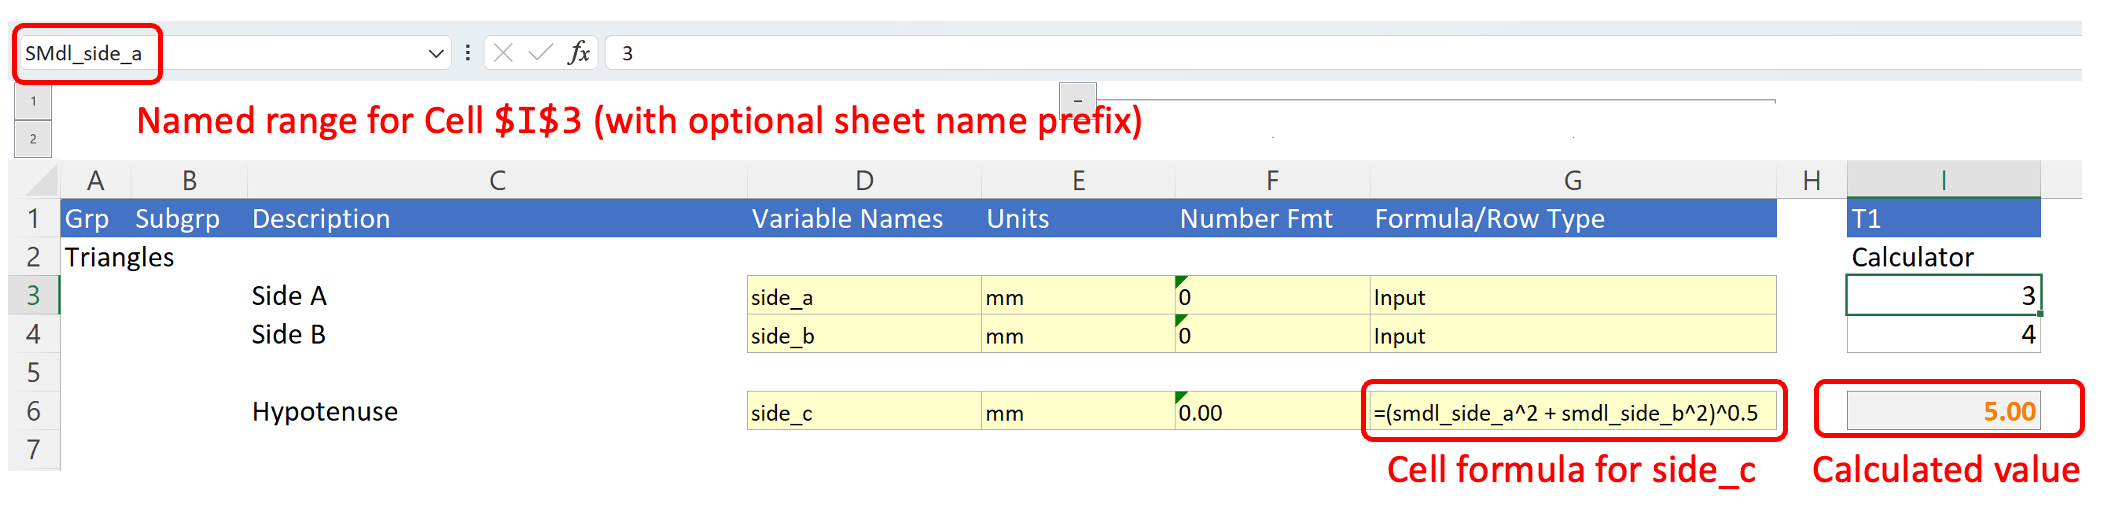 SMdl_side_a fx 3
1
Named range for Cell $I$3 (with optional sheet name prefix)
2
A B C D E F G H I
1 Grp Subgrp Description Variable Names Units Number Fmt Formula/Row Type T1
2 Triangles Calculator
3 Side A side_a mm 0 Input 3
4 Side B side_b mm 0 Input 4
5
6 Hypotenuse side_c mm 0.00 =(smdl_side_a^2 + smdl_side_b^2)^0.5 5.00
7
Cell formula for side_c Calculated value